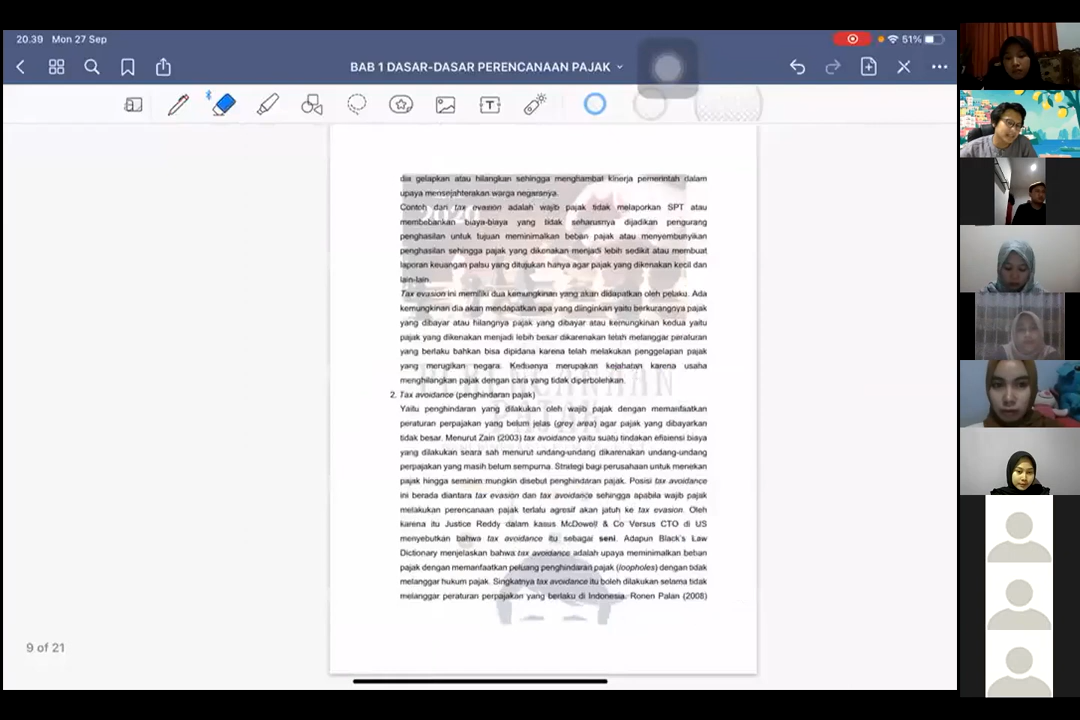 20.39 Mon 27 Sep
51%
BAB 1 DASAR-DASAR PERENCANAAN PAJAK
dia gelapkan atau hilangkan sehingga menghambat kinerja pemerintah dalam
upaya mensejahterakan warga negaranya.
Contoh dari tax evasion adalah wajib pajak tidak melaporkan SPT atau
membebankan biaya-biaya yang tidak seharusnya dijadikan pengurang
penghasilan untuk tujuan meminimalkan beban pajak atau menyembunyikan
penghasilan sehingga pajak yang dikenakan menjadi lebih sedikit atau membuat
laporan keuangan palsu yang ditujukan hanya agar pajak yang dikenakan kecil dan
lain-lain.
Tax evasion ini memiliki dua kemungkinan yang akan didapatkan oleh pelaku. Ada
kemungkinan dia akan mendapatkan apa yang diinginkan yaitu berkurangnya pajak
yang dibayar atau hilangnya pajak yang dibayar atau kemungkinan kedua yaitu
pajak yang dikenakan menjadi lebih besar dikarenakan telah melanggar peraturan
yang berlaku bahkan bisa dipidana karena telah melakukan penggelapan pajak
yang merugikan negara. Keduanya merupakan kejahatan karena usaha
menghilangkan pajak dengan cara yang tidak diperbolehkan.
2. Tax avoidance (penghindaran pajak)
Yaitu penghindaran yang dilakukan oleh wajib pajak dengan memanfaatkan
peraturan perpajakan yang belum jelas (grey area) agar pajak yang dibayarkan
tidak besar. Menurut Zain (2003) tax avoidance yaitu suatu tindakan efisiensi biaya
yang dilakukan seara sah menurut undang-undang dikarenakan undang-undang
perpajakan yang masih belum sempurna. Strategi bagi perusahaan untuk menekan
pajak hingga seminim mungkin disebut penghindaran pajak. Posisi tax avoidance
ini berada diantara tax evasion dan tax avoidance sehingga apabila wajib pajak
melakukan perencanaan pajak terlalu agresif akan jatuh ke tax evasion. Oleh
karena itu Justice Reddy dalam kasus McDowell & Co Versus CTO di US
menyebutkan bahwa tax avoidance itu sebagai seni. Adapun Black's Law
Dictionary menjelaskan bahwa tax avoidance adalah upaya meminimalkan beban
pajak dengan memanfaatkan peluang penghindaran pajak (loopholes) dengan tidak
melanggar hukum pajak. Singkatnya tax avoidance itu boleh dilakukan selama tidak
melanggar peraturan perpajakan yang berlaku di Indonesia. Ronen Palan (2008)
2020
PERENCANAAN
PAJAK
9 of 21